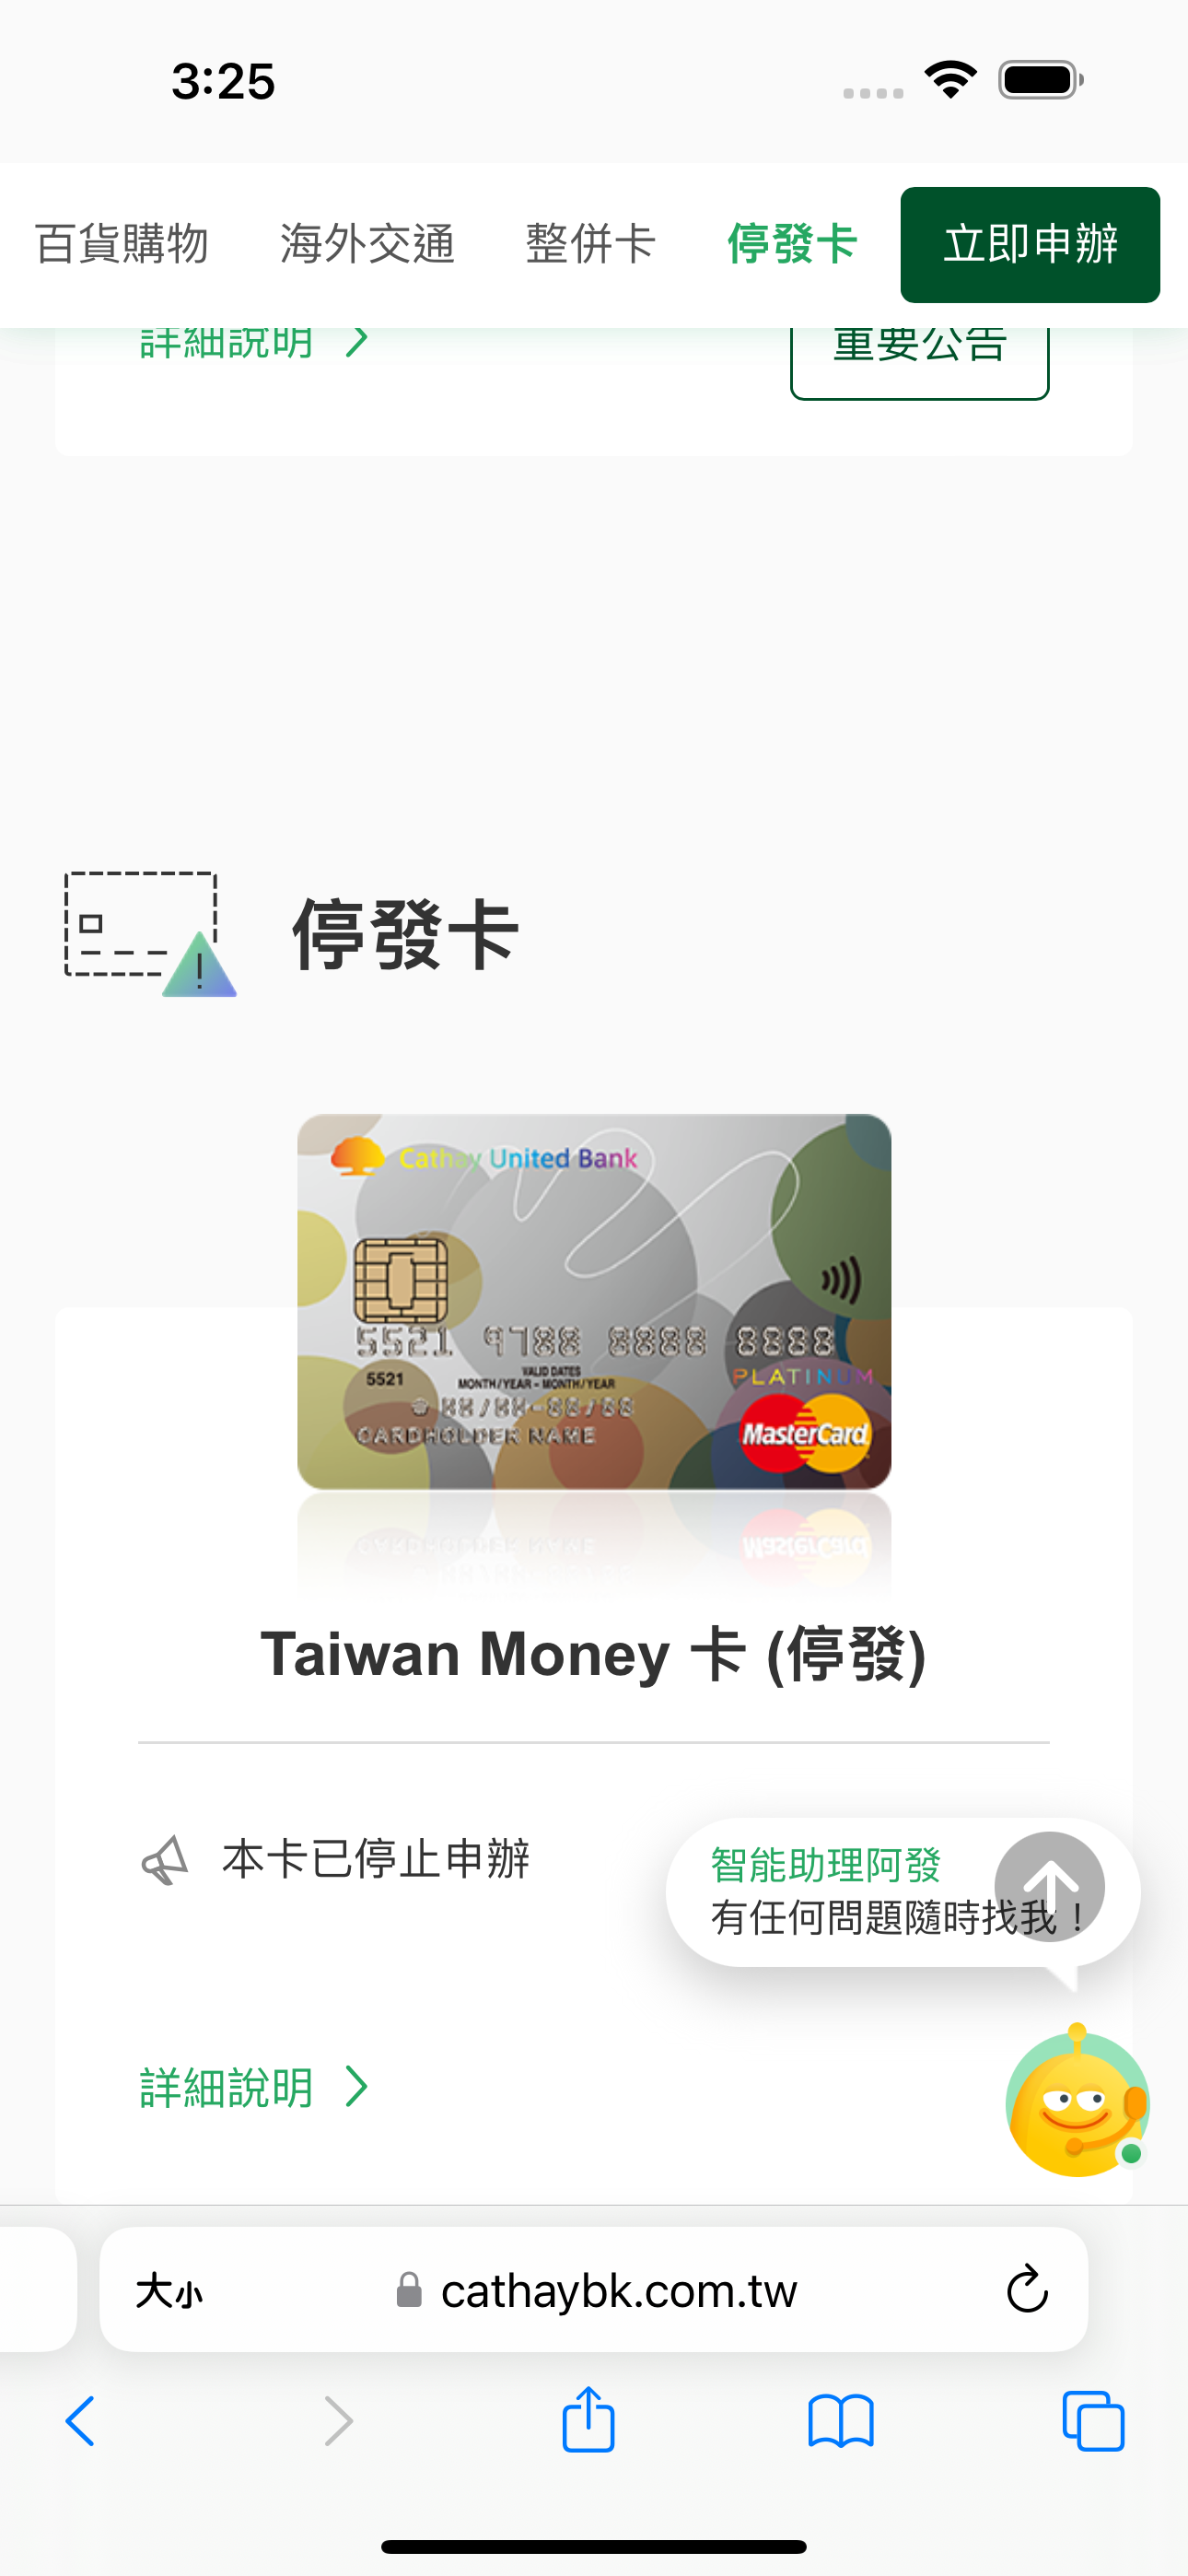 3:25
百貨購物 海外交通 整併卡 停發卡 立即申辦
詳細說明 重要公告
停發卡
Cathay United Bank
5521 9788 8888 8888
PLATINUM
5521 VALID DATES
MONTH/YEAR - MONTH/YEAR
CARDHOLDER NAME
MasterCard
Taiwan Money 卡 (停發)
本卡已停止申辦
智能助理阿發
有任何問題隨時找我！
詳細說明
大小 cathaybk.com.tw